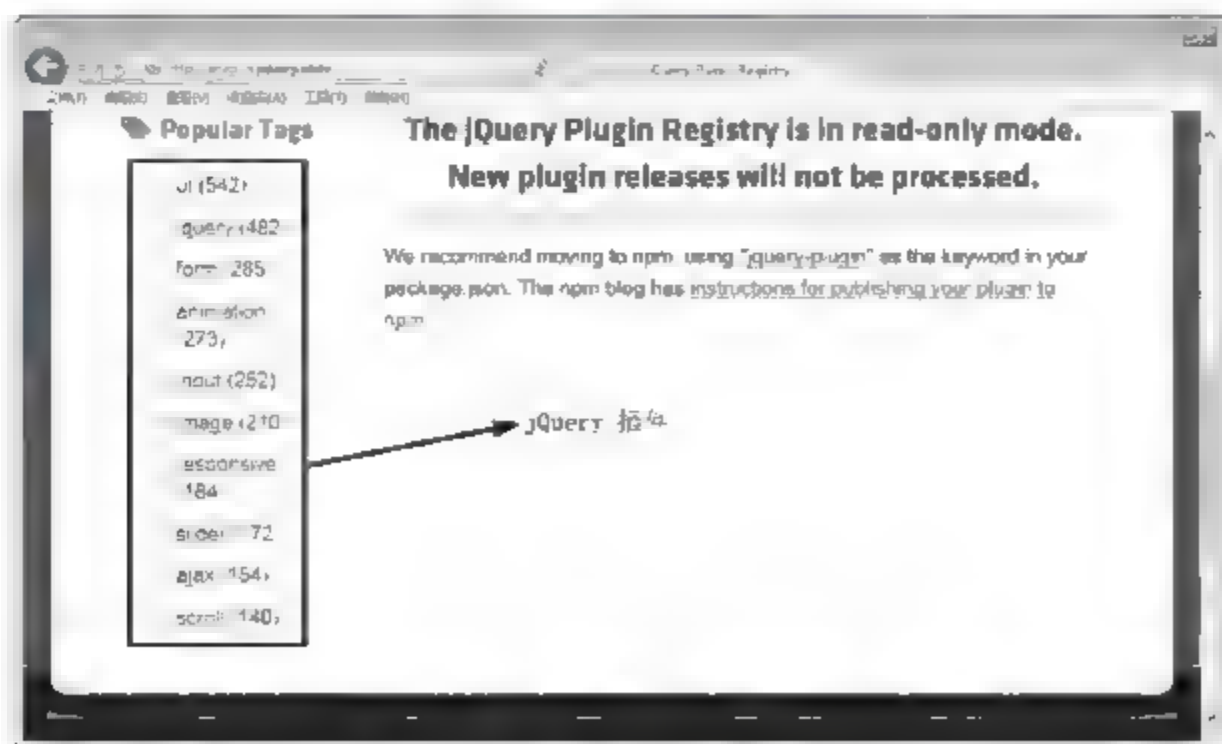 Popular Tags
ui (542)
jquery (482
form 285
animation
273)
input (252)
image (210
responsive
184
slider 172
ajax 154)
scroll 140)
The jQuery Plugin Registry is in read-only mode.
New plugin releases will not be processed.
We recommend moving to npm, using "jquery-plugin" as the keyword in your
package.json. The npm blog has instructions for publishing your plugin to
npm
jQuery 插件